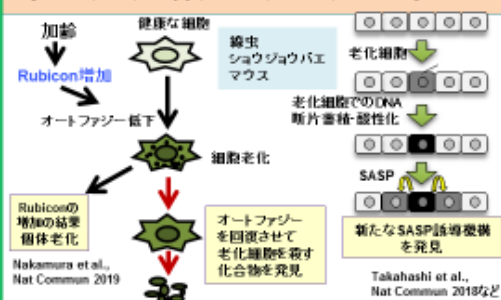 加齢
Rubicon増加
オートファジー低下
健康な細胞
線虫
ショウジョウバエ
マウス
細胞老化
Rubiconの
増加の結果
個体老化
Nakamura et al.,
Nat Commun 2019
オートファジー
を回復させて
老化細胞を殺す
化合物を発見
老化細胞
老化細胞でのDNA
断片蓄積・酸性化
SASP
新たなSASP誘導機構
を発見
Takahashi et al.,
Nat Commun 2018など